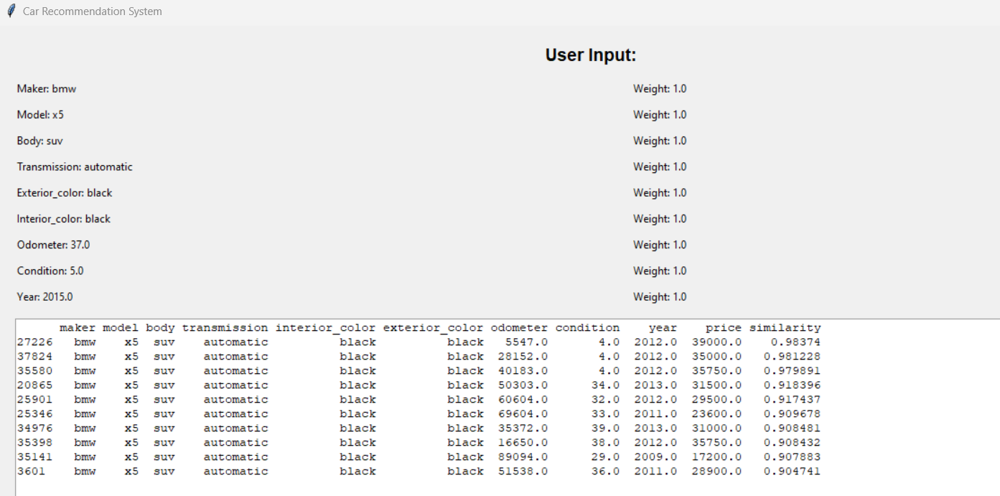 Car Recommendation System
User Input:
Maker: bmw Weight: 1.0
Model: x5 Weight: 1.0
Body: suv Weight: 1.0
Transmission: automatic Weight: 1.0
Exterior_color: black Weight: 1.0
Interior_color: black Weight: 1.0
Odometer: 37.0 Weight: 1.0
Condition: 5.0 Weight: 1.0
Year: 2015.0 Weight: 1.0
maker model body transmission interior_color exterior_color odometer condition year price similarity
27226 bmw x5 suv automatic black black 5547.0 4.0 2012.0 39000.0 0.98374
37824 bmw x5 suv automatic black black 28152.0 4.0 2012.0 35000.0 0.981228
35580 bmw x5 suv automatic black black 40183.0 4.0 2012.0 35750.0 0.979891
20865 bmw x5 suv automatic black black 50303.0 34.0 2013.0 31500.0 0.918396
25901 bmw x5 suv automatic black black 60604.0 32.0 2012.0 29500.0 0.917437
25346 bmw x5 suv automatic black black 69604.0 33.0 2011.0 23600.0 0.909678
34976 bmw x5 suv automatic black black 35372.0 39.0 2013.0 31000.0 0.908481
35398 bmw x5 suv automatic black black 16650.0 38.0 2012.0 35750.0 0.908432
35141 bmw x5 suv automatic black black 89094.0 29.0 2009.0 17200.0 0.907883
3601 bmw x5 suv automatic black black 51538.0 36.0 2011.0 28900.0 0.904741